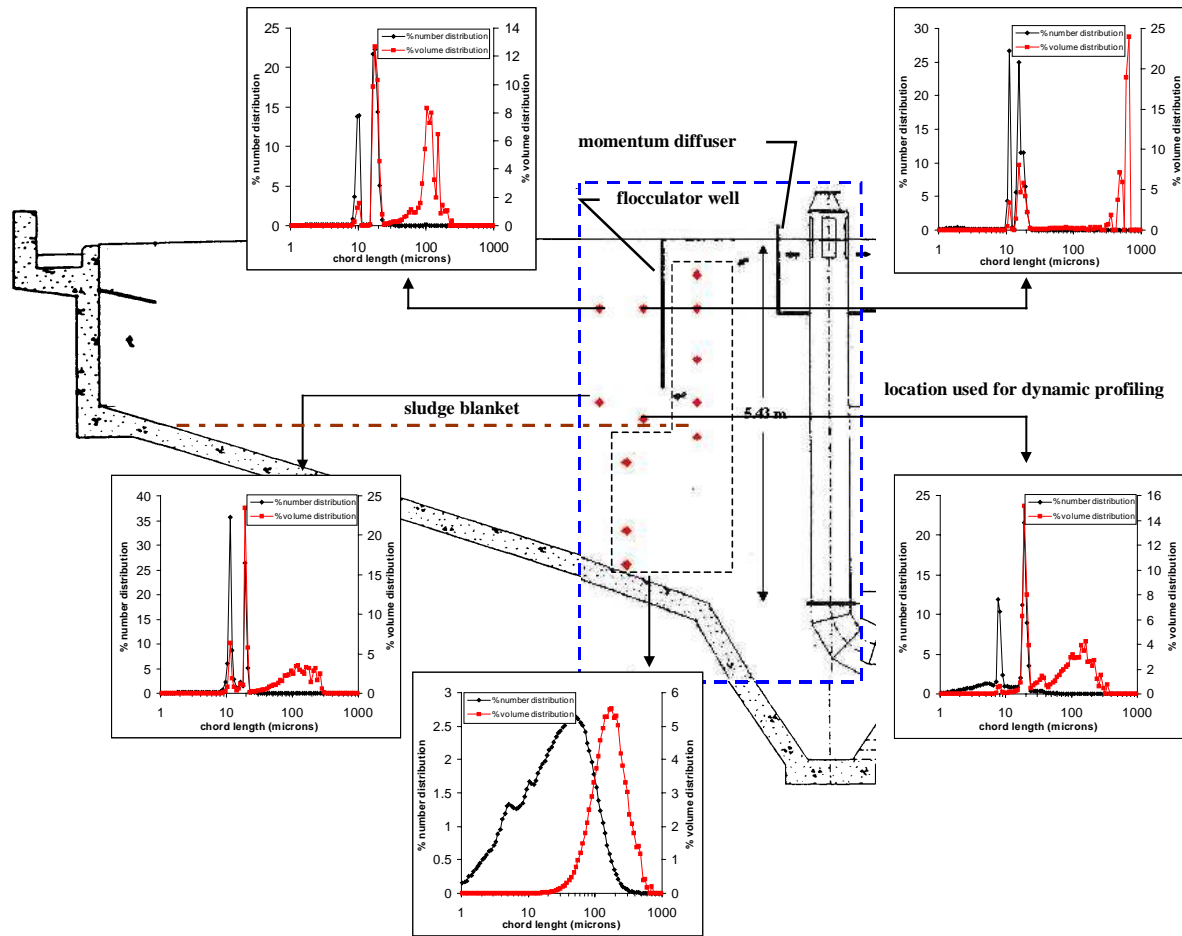 %number distribution
%volume distribution
% number distribution
25
20
15
10
5
0
14
12
10
8
6
4
2
0
% volume distribution
1 10 100 1000
chord length (microns)
%number distribution
%volume distribution
% number distribution
30
25
20
15
10
5
0
25
20
15
10
5
0
% volume distribution
1 10 100 1000
chord lenght (microns)
momentum diffuser
flocculator well
5.43 m
location used for dynamic profiling
sludge blanket
%number distribution
%volume distribution
% number distribution
40
35
30
25
20
15
10
5
0
25
20
15
10
5
0
% volume distribution
1 10 100 1000
chord length (microns)
%number distribution
%volume distribution
% number distribution
25
20
15
10
5
0
16
14
12
10
8
6
4
2
0
% volume distribution
1 10 100 1000
chord length (microns)
%number distribution
%volume distribution
% number distribution
3
2.5
2
1.5
1
0.5
0
6
5
4
3
2
1
0
% volume distribution
1 10 100 1000
chord lenght (microns)